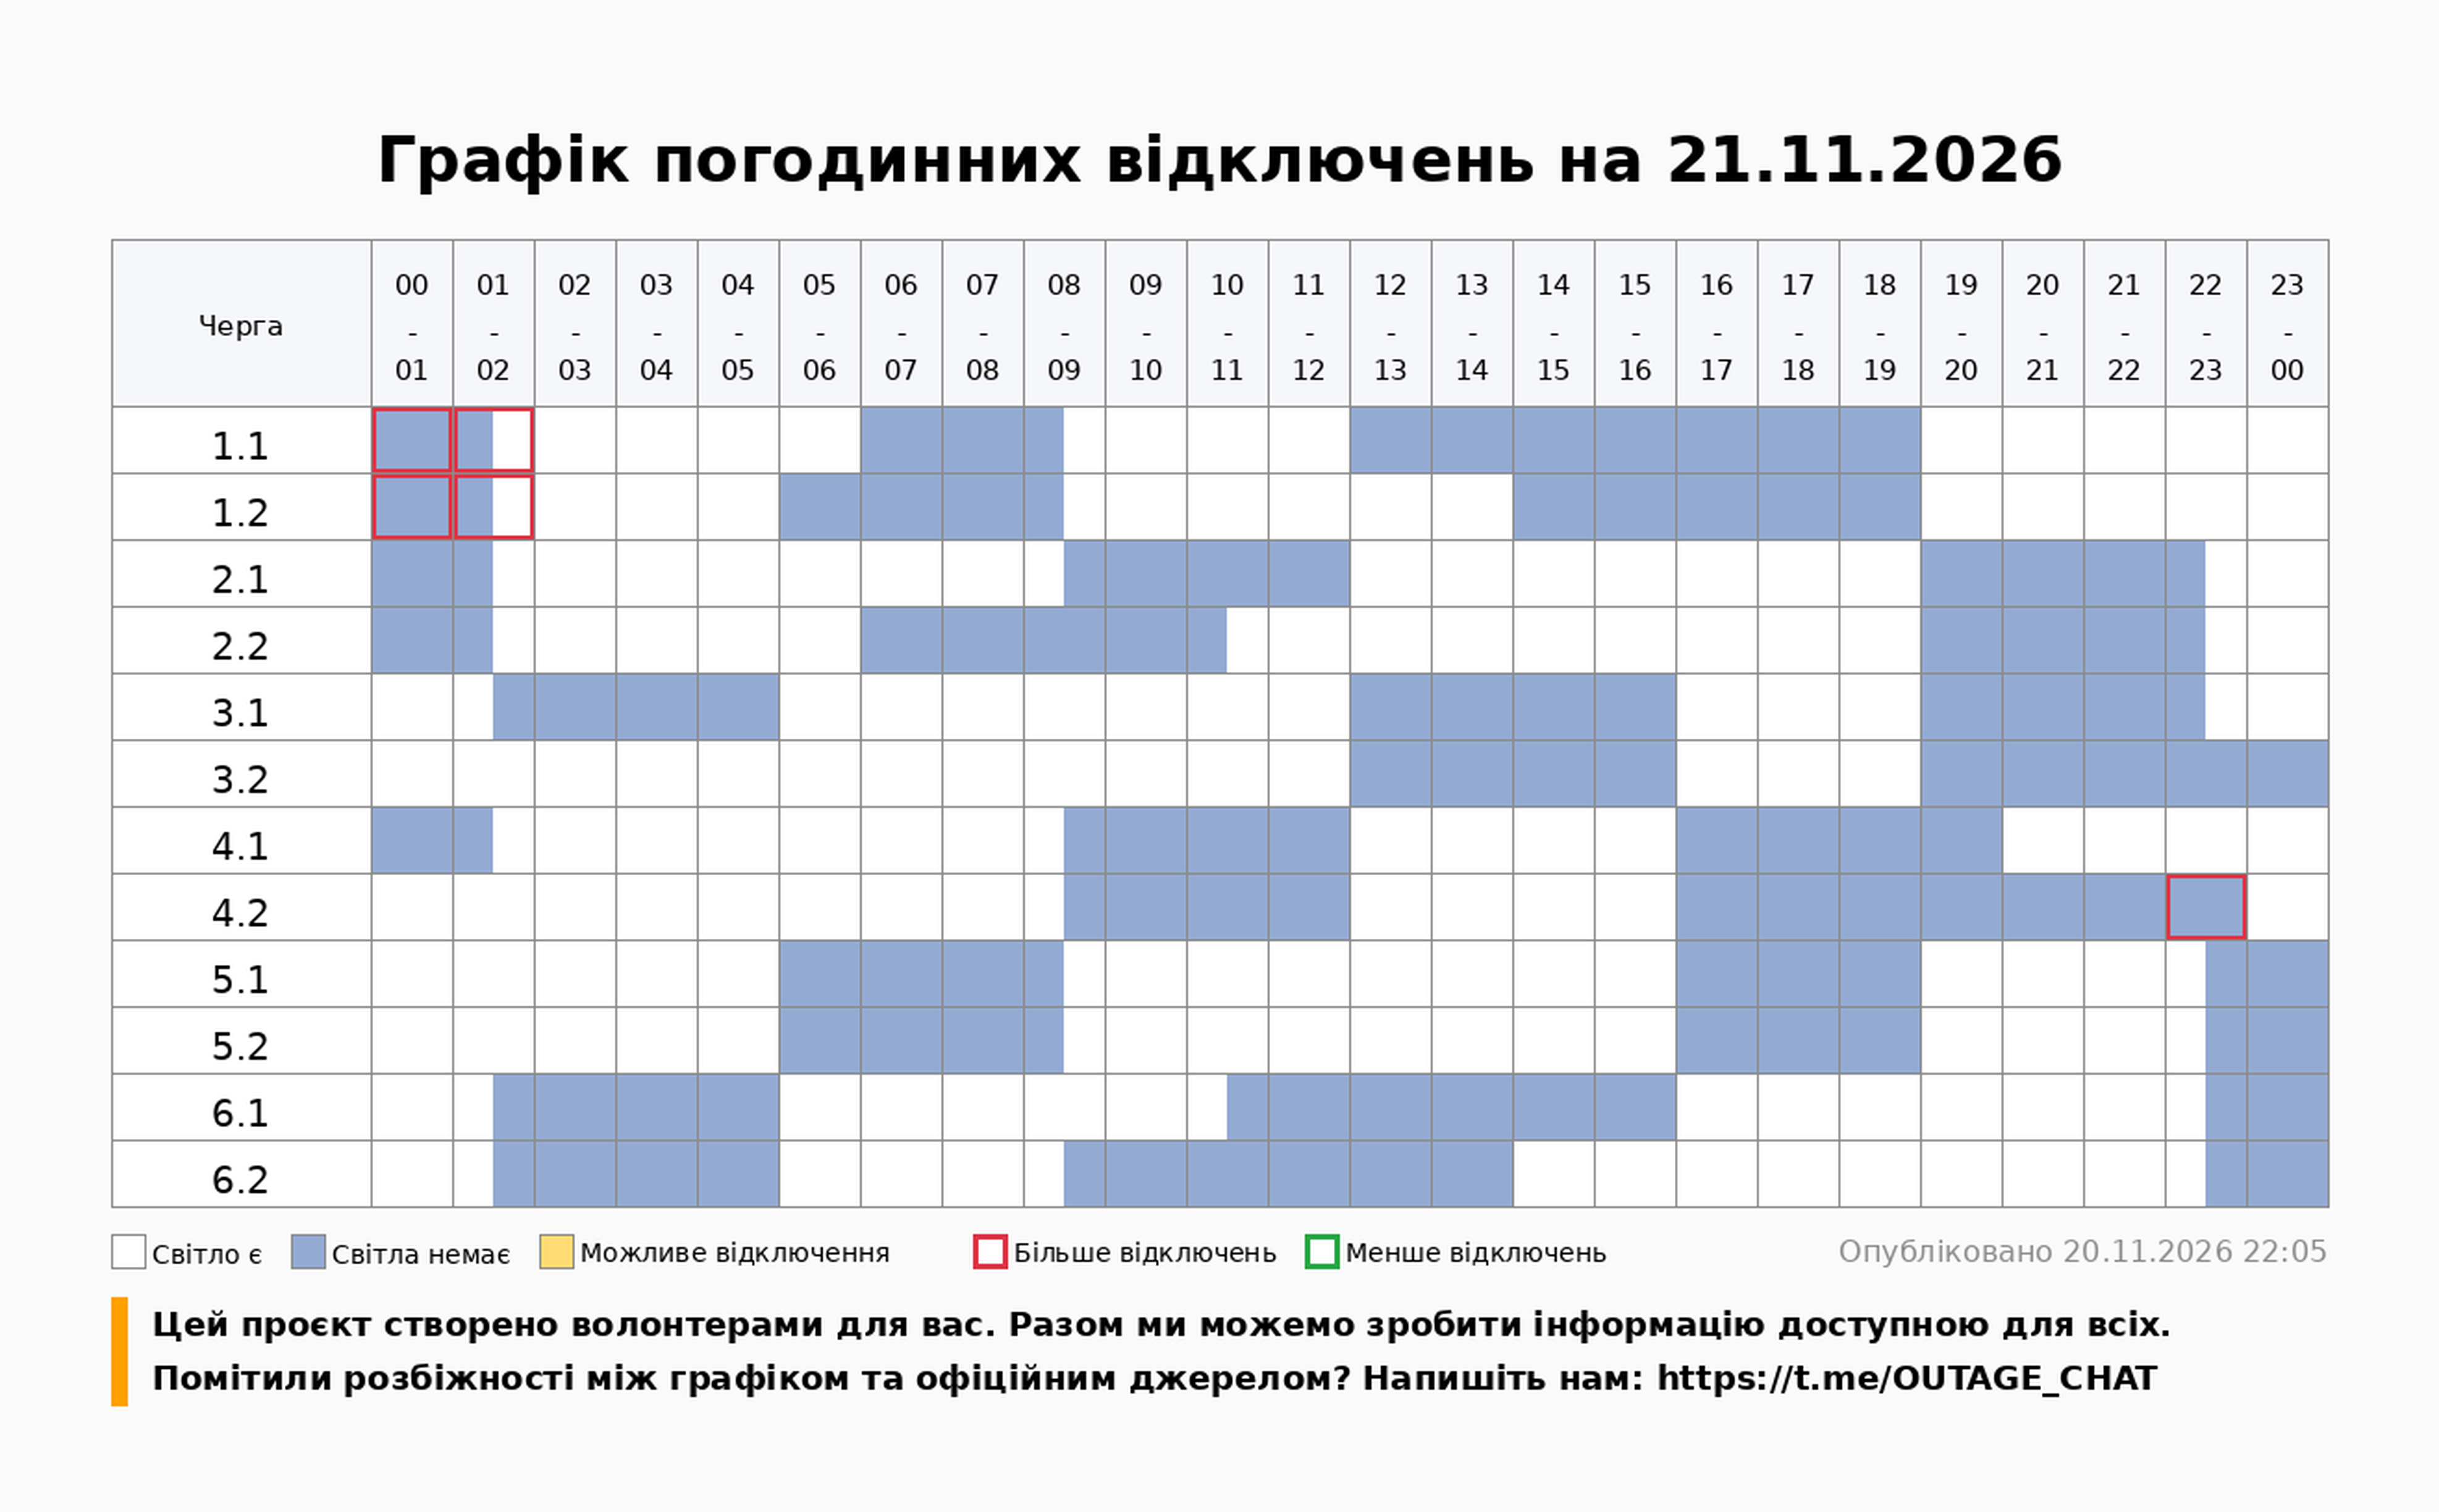 Графік погодинних відключень на 21.11.2026
Черга 00 - 01 01 - 02 02 - 03 03 - 04 04 - 05 05 - 06 06 - 07 07 - 08 08 - 09 09 - 10 10 - 11 11 - 12 12 - 13 13 - 14 14 - 15 15 - 16 16 - 17 17 - 18 18 - 19 19 - 20 20 - 21 21 - 22 22 - 23 23 - 00
1.1
1.2
2.1
2.2
3.1
3.2
4.1
4.2
5.1
5.2
6.1
6.2
Світло є Світла немає Можливе відключення Більше відключень Менше відключень Опубліковано 20.11.2026 22:05
Цей проєкт створено волонтерами для вас. Разом ми можемо зробити інформацію доступною для всіх.
Помітили розбіжності між графіком та офіційним джерелом? Напишіть нам: https://t.me/OUTAGE_CHAT